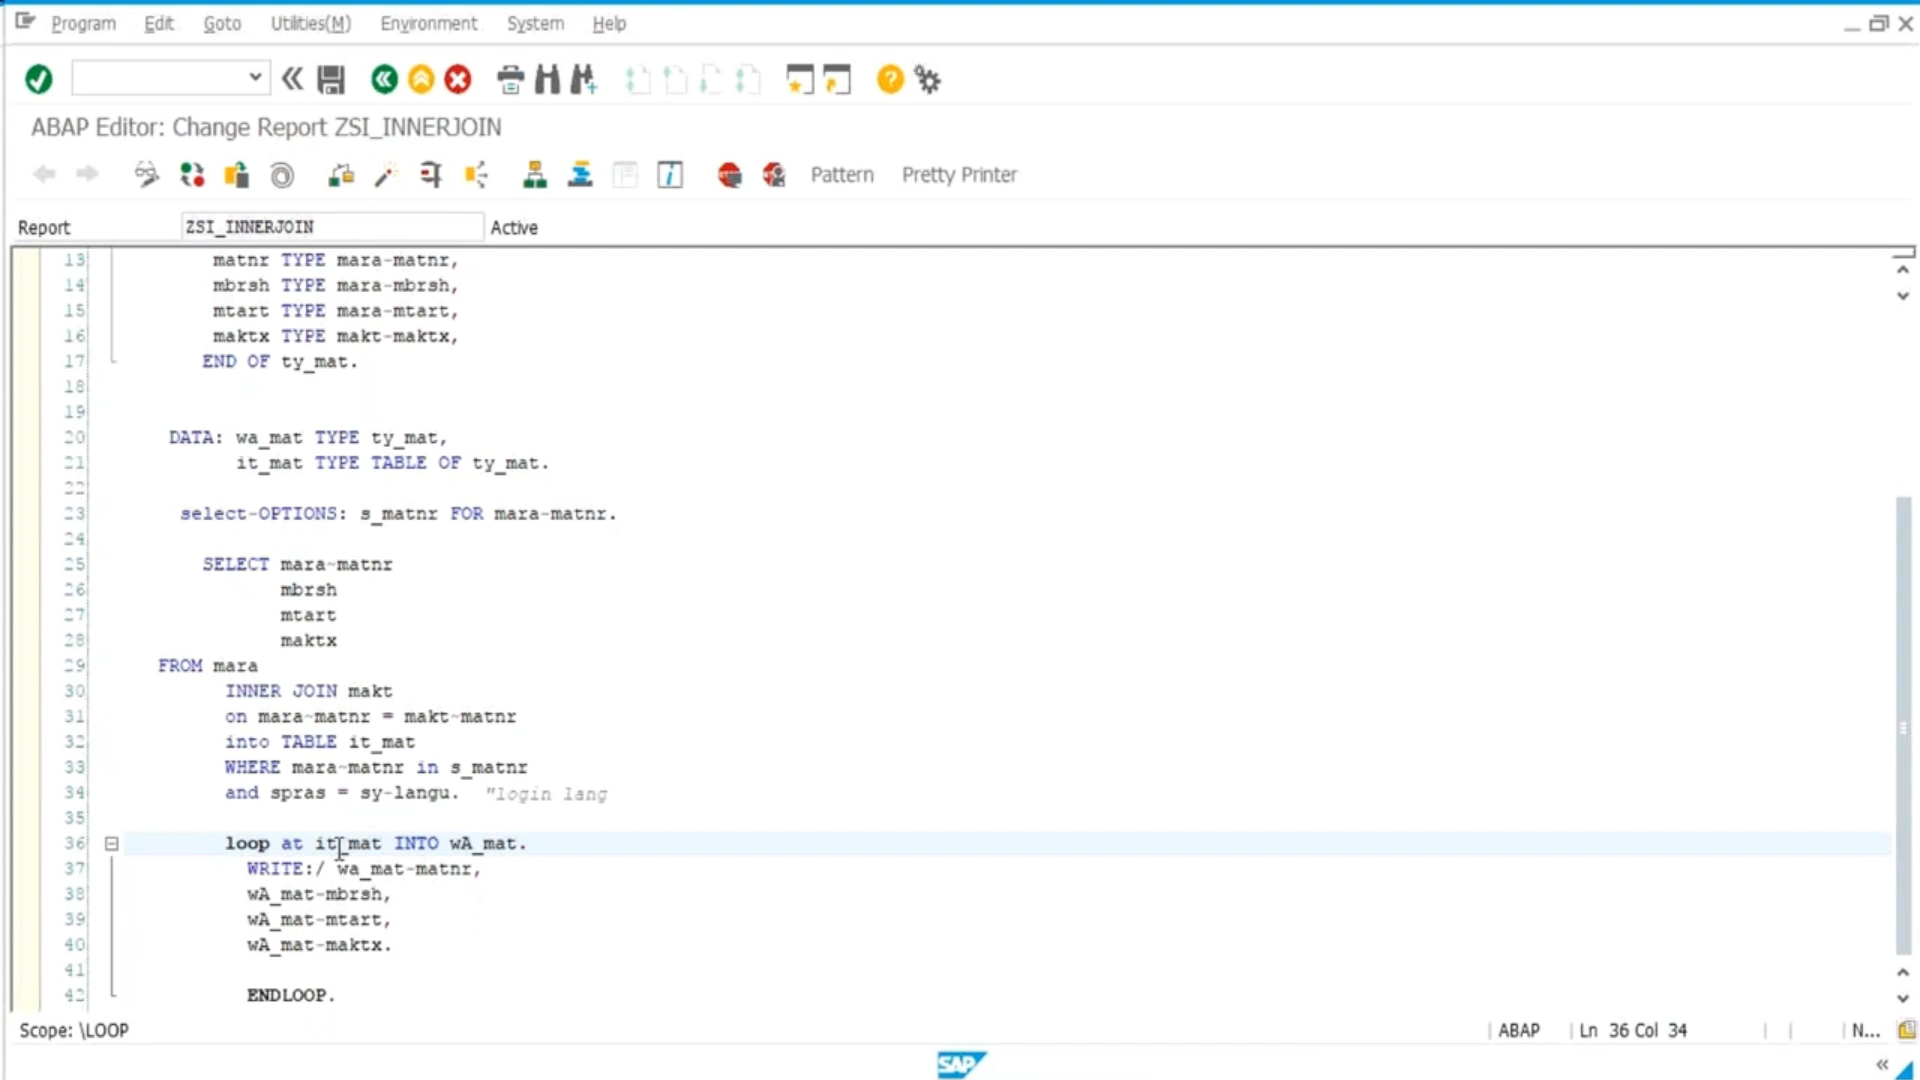 Program Edit Goto Utilities(M) Environment System Help
ABAP Editor: Change Report ZSI_INNERJOIN
Pattern Pretty Printer
Report ZSI_INNERJOIN Active
13 matnr TYPE mara-matnr,
14 mbrsh TYPE mara-mbrsh,
15 mtart TYPE mara-mtart,
16 maktx TYPE makt-maktx,
17 END OF ty_mat.
18
19
20 DATA: wa_mat TYPE ty_mat,
21 it_mat TYPE TABLE OF ty_mat.
22
23 select-OPTIONS: s_matnr FOR mara-matnr.
24
25 SELECT mara~matnr
26 mbrsh
27 mtart
28 maktx
29 FROM mara
30 INNER JOIN makt
31 on mara~matnr = makt~matnr
32 into TABLE it_mat
33 WHERE mara~matnr in s_matnr
34 and spras = sy-langu. "login lang
35
36 loop at it_mat INTO wA_mat.
37 WRITE:/ wa_mat-matnr,
38 wA_mat-mbrsh,
39 wA_mat-mtart,
40 wA_mat-maktx.
41
42 ENDLOOP.
Scope: \LOOP ABAP Ln 36 Col 34 N...
SAP